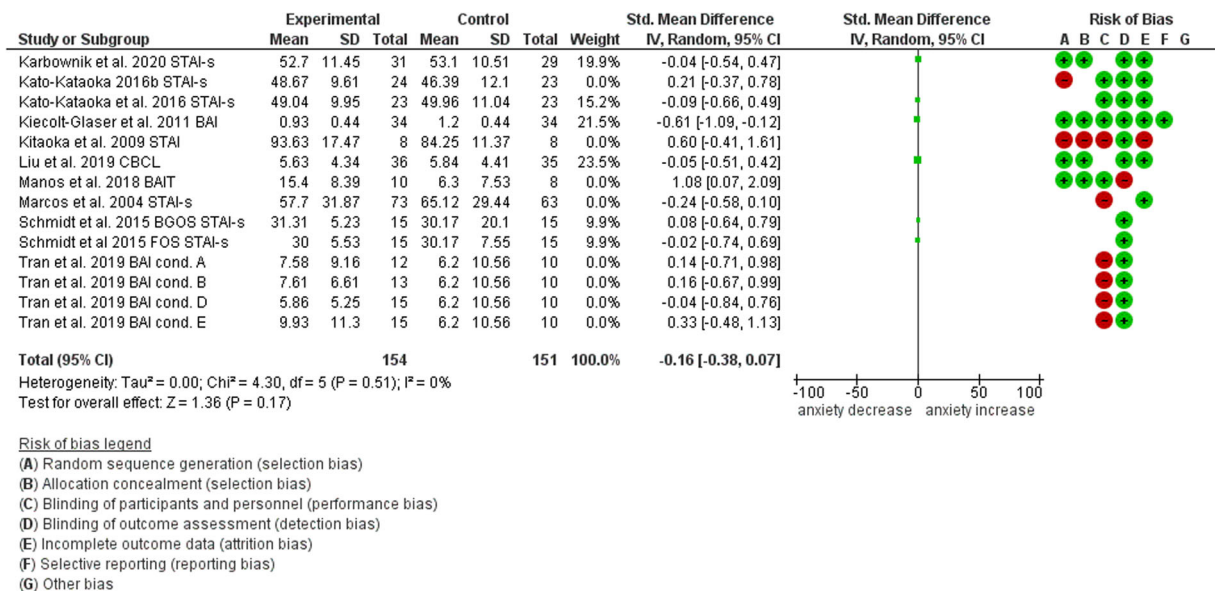 Experimental Control Std. Mean Difference Std. Mean Difference Risk of Bias
Study or Subgroup Mean SD Total Mean SD Total Weight IV, Random, 95% CI IV, Random, 95% CI A B C D E F G
Karbownik et al. 2020 STAI-s 52.7 11.45 31 53.1 10.51 29 19.9% -0.04 [-0.54, 0.47] + + + +
Kato-Kataoka 2016b STAI-s 48.67 9.61 24 46.39 12.1 23 0.0% 0.21 [-0.37, 0.78] - + + +
Kato-Kataoka et al. 2016 STAI-s 49.04 9.95 23 49.96 11.04 23 15.2% -0.09 [-0.66, 0.49] + + +
Kiecolt-Glaser et al. 2011 BAI 0.93 0.44 34 1.2 0.44 34 21.5% -0.61 [-1.09, -0.12] + + + + + +
Kitaoka et al. 2009 STAI 93.63 17.47 8 84.25 11.37 8 0.0% 0.60 [-0.41, 1.61] - - - + -
Liu et al. 2019 CBCL 5.63 4.34 36 5.84 4.41 35 23.5% -0.05 [-0.51, 0.42] + + + +
Manos et al. 2018 BAIT 15.4 8.39 10 6.3 7.53 8 0.0% 1.08 [0.07, 2.09] + + + -
Marcos et al. 2004 STAI-s 57.7 31.87 73 65.12 29.44 63 0.0% -0.24 [-0.58, 0.10] - +
Schmidt et al. 2015 BGOS STAI-s 31.31 5.23 15 30.17 20.1 15 9.9% 0.08 [-0.64, 0.79] +
Schmidt et al 2015 FOS STAI-s 30 5.53 15 30.17 7.55 15 9.9% -0.02 [-0.74, 0.69] +
Tran et al. 2019 BAI cond. A 7.58 9.16 12 6.2 10.56 10 0.0% 0.14 [-0.71, 0.98] - +
Tran et al. 2019 BAI cond. B 7.61 6.61 13 6.2 10.56 10 0.0% 0.16 [-0.67, 0.99] - +
Tran et al. 2019 BAI cond. D 5.86 5.25 15 6.2 10.56 10 0.0% -0.04 [-0.84, 0.76] - +
Tran et al. 2019 BAI cond. E 9.93 11.3 15 6.2 10.56 10 0.0% 0.33 [-0.48, 1.13] - +
Total (95% CI) 154 151 100.0% -0.16 [-0.38, 0.07]
Heterogeneity: Tau² = 0.00; Chi² = 4.30, df = 5 (P = 0.51); I² = 0%
Test for overall effect: Z = 1.36 (P = 0.17)
-100 -50 0 50 100
anxiety decrease anxiety increase
Risk of bias legend
(A) Random sequence generation (selection bias)
(B) Allocation concealment (selection bias)
(C) Blinding of participants and personnel (performance bias)
(D) Blinding of outcome assessment (detection bias)
(E) Incomplete outcome data (attrition bias)
(F) Selective reporting (reporting bias)
(G) Other bias